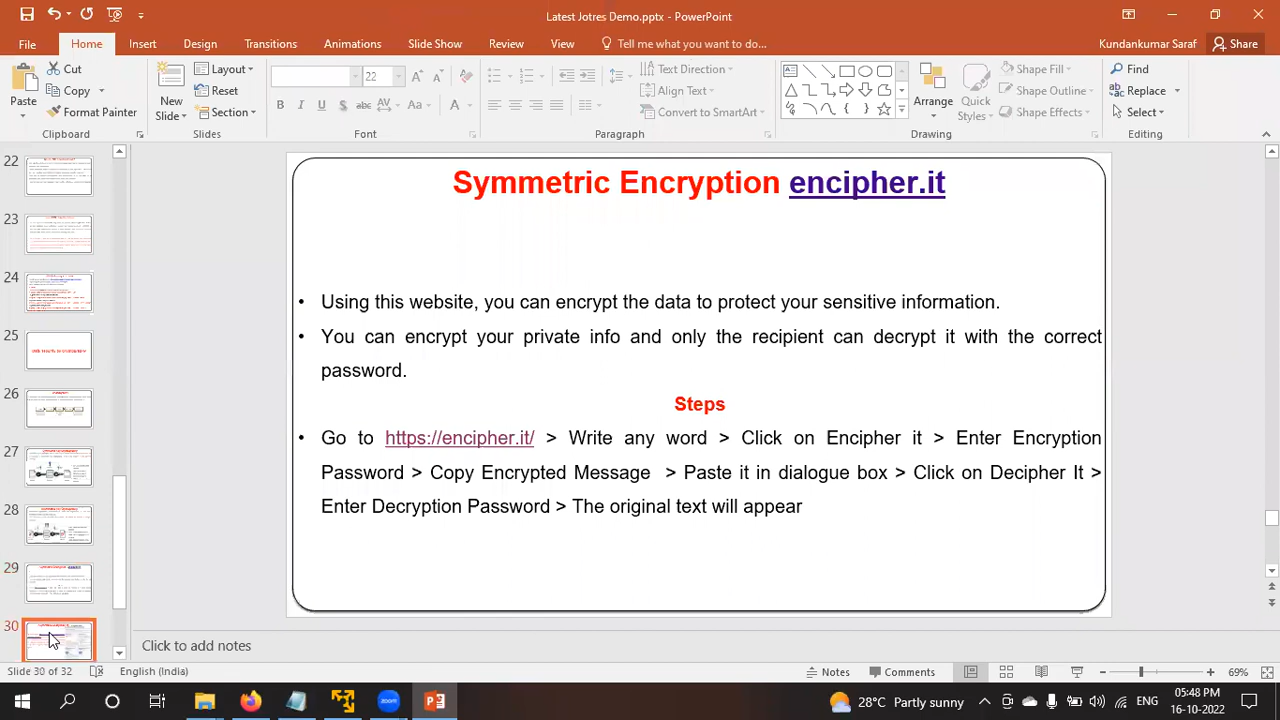 Latest Jotres Demo.pptx - PowerPoint
File Home Insert Design Transitions Animations Slide Show Review View Tell me what you want to do... Kundankumar Saraf Share
Paste Cut Copy Format Painter Clipboard
New Slide Layout Reset Section Slides
22 B I U S abc AV Aa A Font
Text Direction Align Text Convert to SmartArt Paragraph
Arrange Quick Styles Shape Fill Shape Outline Shape Effects Drawing
Find Replace Select Editing
22
23
24
25
26
27
28
29
30
Symmetric Encryption encipher.it
• Using this website, you can encrypt the data to protect your sensitive information.
• You can encrypt your private info and only the recipient can decrypt it with the correct
password.
Steps
• Go to https://encipher.it/ > Write any word > Click on Encipher it > Enter Encryption
Password > Copy Encrypted Message > Paste it in dialogue box > Click on Decipher It >
Enter Decryption Password > The original text will appear
Click to add notes
Slide 30 of 32 English (India) Notes Comments 69%
zoom 28°C Partly sunny ENG 05:48 PM
16-10-2022